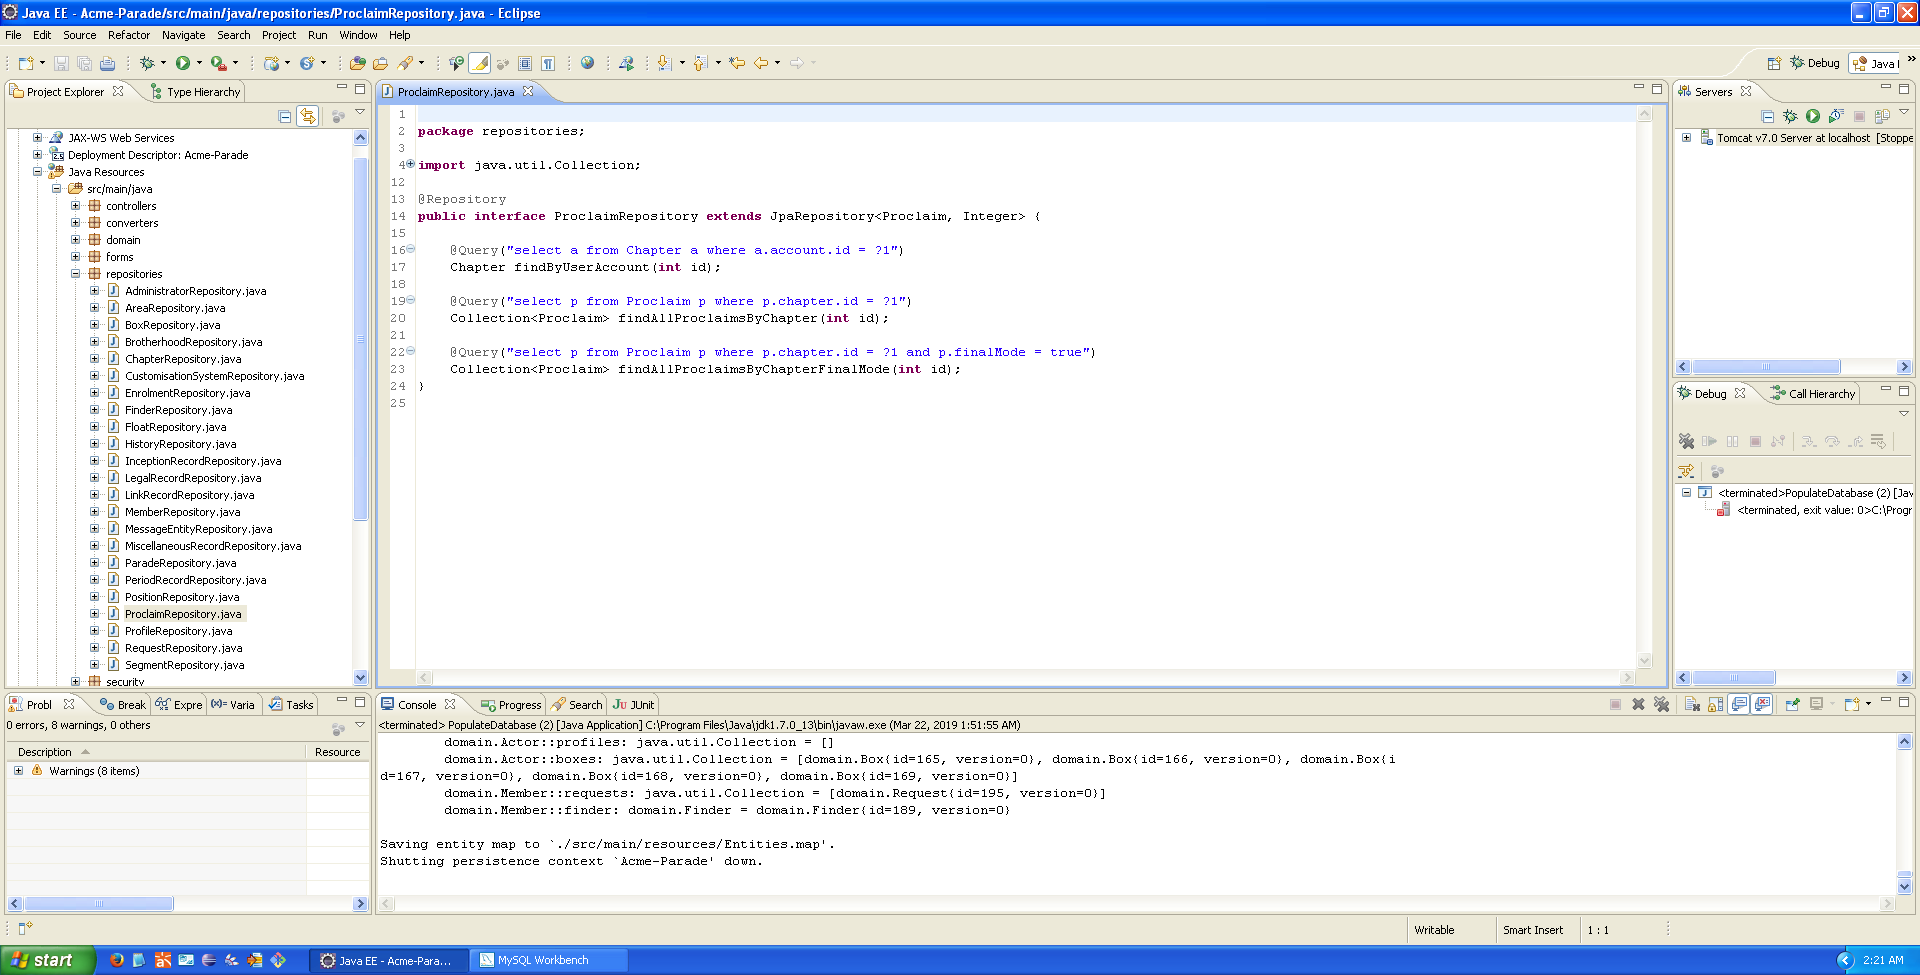 Java EE - Acme-Parade/src/main/java/repositories/ProclaimRepository.java - Eclipse
File Edit Source Refactor Navigate Search Project Run Window Help
Debug Java
Project Explorer Type Hierarchy
JAX-WS Web Services
Deployment Descriptor: Acme-Parade
Java Resources
src/main/java
controllers
converters
domain
forms
repositories
AdministratorRepository.java
AreaRepository.java
BoxRepository.java
BrotherhoodRepository.java
ChapterRepository.java
CustomisationSystemRepository.java
EnrolmentRepository.java
FinderRepository.java
FloatRepository.java
HistoryRepository.java
InceptionRecordRepository.java
LegalRecordRepository.java
LinkRecordRepository.java
MemberRepository.java
MessageEntityRepository.java
MiscellaneousRecordRepository.java
ParadeRepository.java
PeriodRecordRepository.java
PositionRepository.java
ProclaimRepository.java
ProfileRepository.java
RequestRepository.java
SegmentRepository.java
security
ProclaimRepository.java
1
2 package repositories;
3
4 import java.util.Collection;
12
13 @Repository
14 public interface ProclaimRepository extends JpaRepository<Proclaim, Integer> {
15
16 @Query("select a from Chapter a where a.account.id = ?1")
17 Chapter findByUserAccount(int id);
18
19 @Query("select p from Proclaim p where p.chapter.id = ?1")
20 Collection<Proclaim> findAllProclaimsByChapter(int id);
21
22 @Query("select p from Proclaim p where p.chapter.id = ?1 and p.finalMode = true")
23 Collection<Proclaim> findAllProclaimsByChapterFinalMode(int id);
24 }
25
Servers
Tomcat v7.0 Server at localhost [Stoppe
Debug Call Hierarchy
<terminated>PopulateDatabase (2) [Jav
<terminated, exit value: 0>C:\Progr
Probl Break Expre Varia Tasks
0 errors, 8 warnings, 0 others
Description Resource
Warnings (8 items)
Console Progress Search JUnit
<terminated> PopulateDatabase (2) [Java Application] C:\Program Files\Java\jdk1.7.0_13\bin\javaw.exe (Mar 22, 2019 1:51:55 AM)
domain.Actor::profiles: java.util.Collection = []
domain.Actor::boxes: java.util.Collection = [domain.Box{id=165, version=0}, domain.Box{id=166, version=0}, domain.Box{i
d=167, version=0}, domain.Box{id=168, version=0}, domain.Box{id=169, version=0}]
domain.Member::requests: java.util.Collection = [domain.Request{id=195, version=0}]
domain.Member::finder: domain.Finder = domain.Finder{id=189, version=0}
Saving entity map to `./src/main/resources/Entities.map'.
Shutting persistence context `Acme-Parade' down.
Writable Smart Insert 1 : 1
start Java EE - Acme-Para... MySQL Workbench 2:21 AM